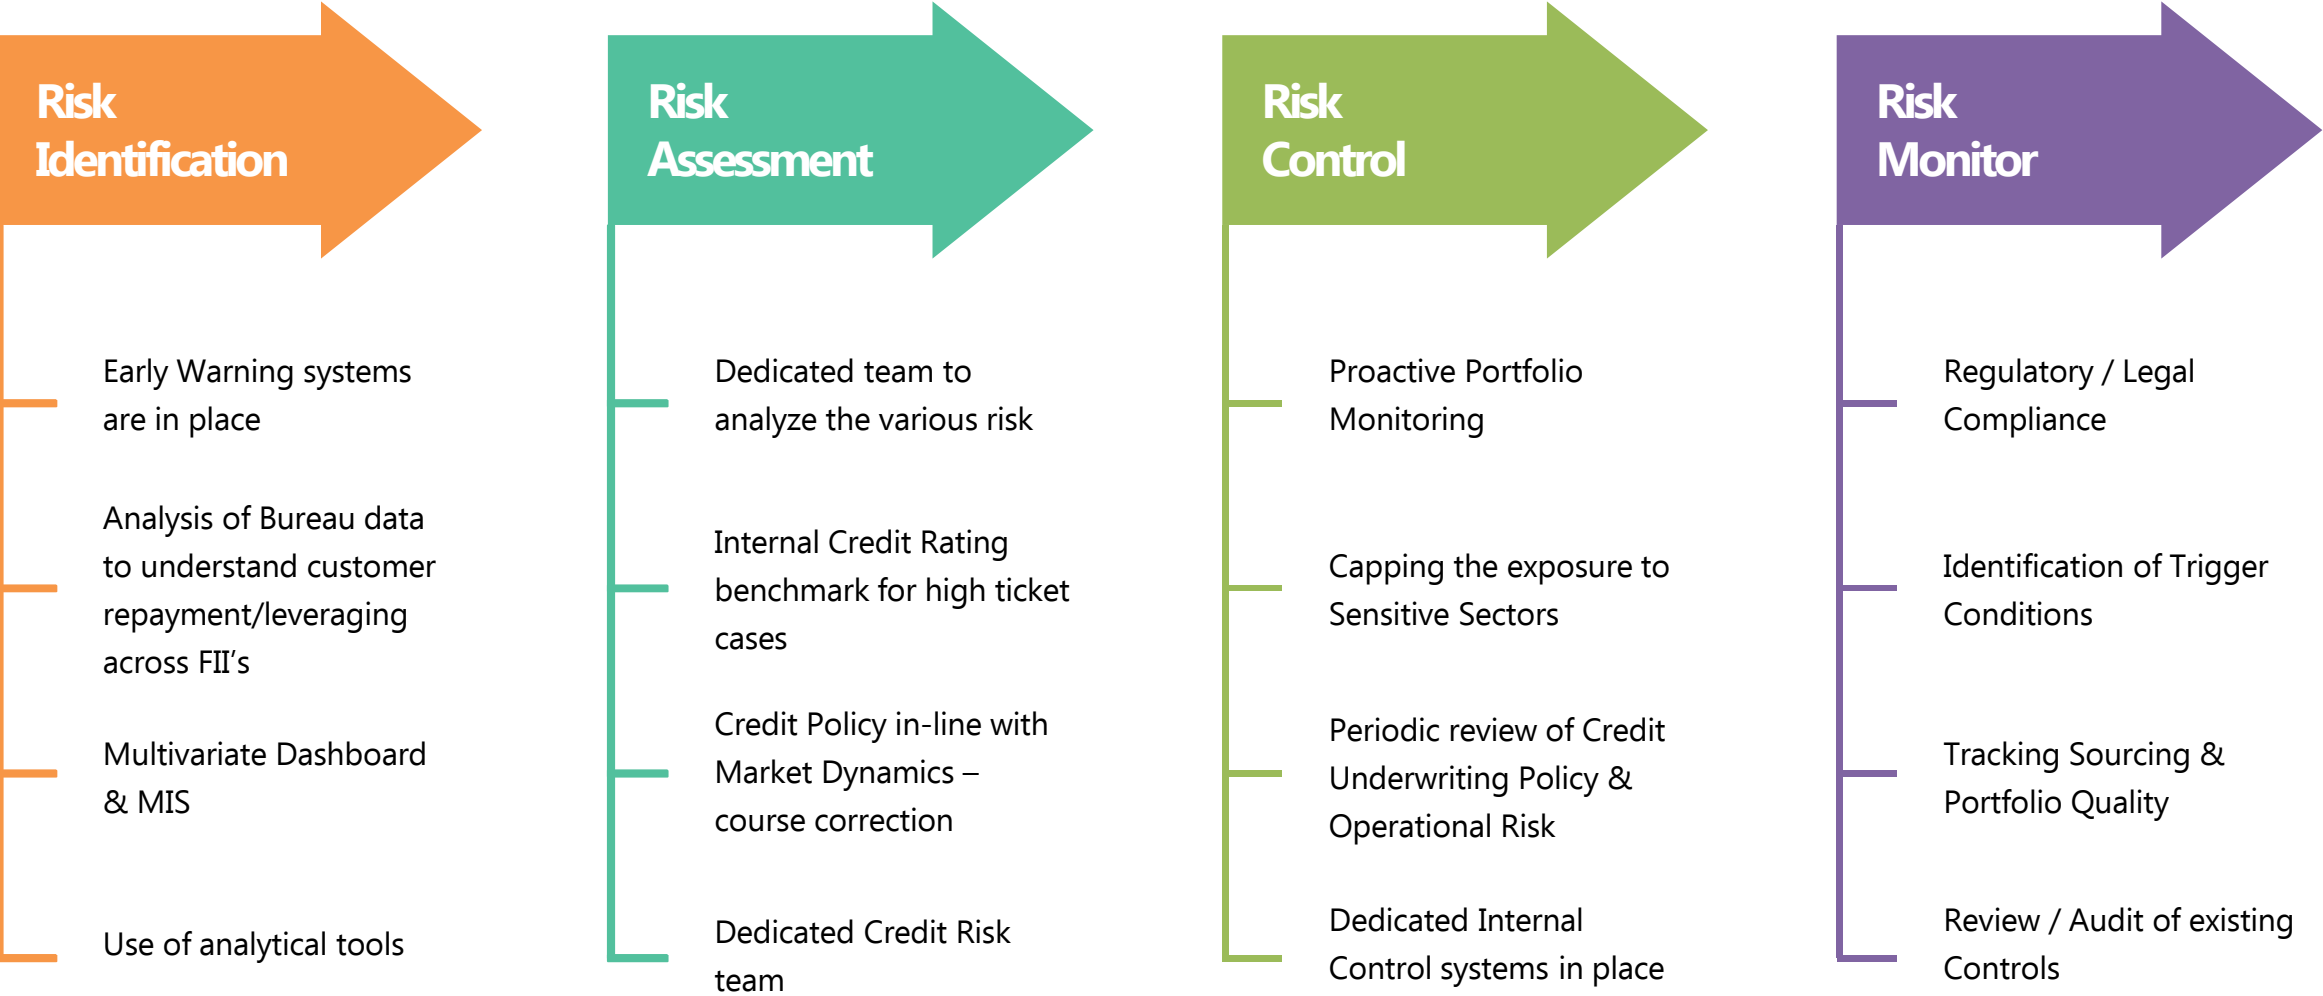 Risk
Identification
Early Warning systems
are in place
Analysis of Bureau data
to understand customer
repayment/leveraging
across FII’s
Multivariate Dashboard
& MIS
Use of analytical tools
Risk
Assessment
Dedicated team to
analyze the various risk
Internal Credit Rating
benchmark for high ticket
cases
Credit Policy in-line with
Market Dynamics –
course correction
Dedicated Credit Risk
team
Risk
Control
Proactive Portfolio
Monitoring
Capping the exposure to
Sensitive Sectors
Periodic review of Credit
Underwriting Policy &
Operational Risk
Dedicated Internal
Control systems in place
Risk
Monitor
Regulatory / Legal
Compliance
Identification of Trigger
Conditions
Tracking Sourcing &
Portfolio Quality
Review / Audit of existing
Controls